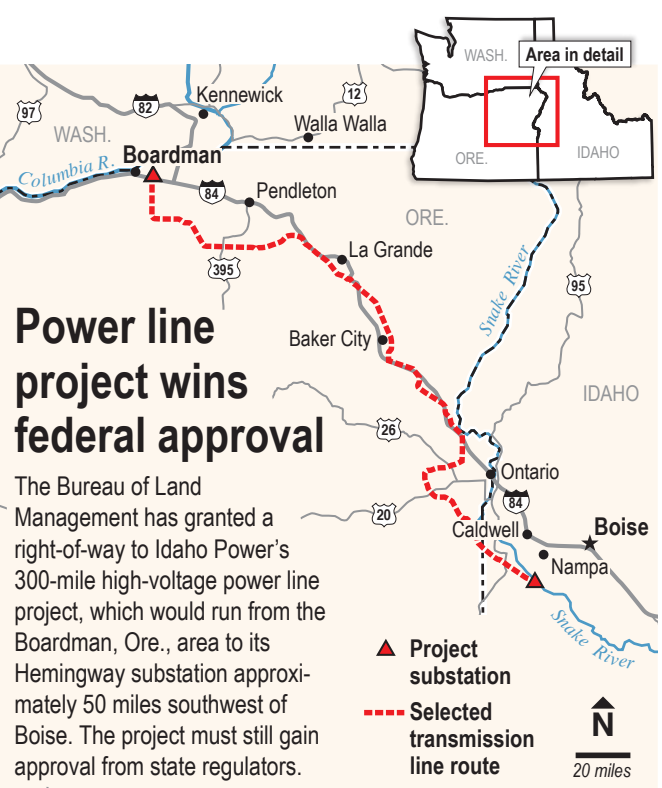 WASH.
Area in detail
ORE.
IDAHO
97
82
Kennewick
12
Walla Walla
WASH.
Columbia R.
Boardman
84
Pendleton
ORE.
395
La Grande
Snake River
95
Baker City
IDAHO
26
Ontario
84
20
Caldwell
Boise
Nampa
Snake River
Power line
project wins
federal approval
The Bureau of Land
Management has granted a
right-of-way to Idaho Power's
300-mile high-voltage power line
project, which would run from the
Boardman, Ore., area to its
Hemingway substation approxi-
mately 50 miles southwest of
Boise. The project must still gain
approval from state regulators.
Project
substation
Selected
transmission
line route
N
20 miles